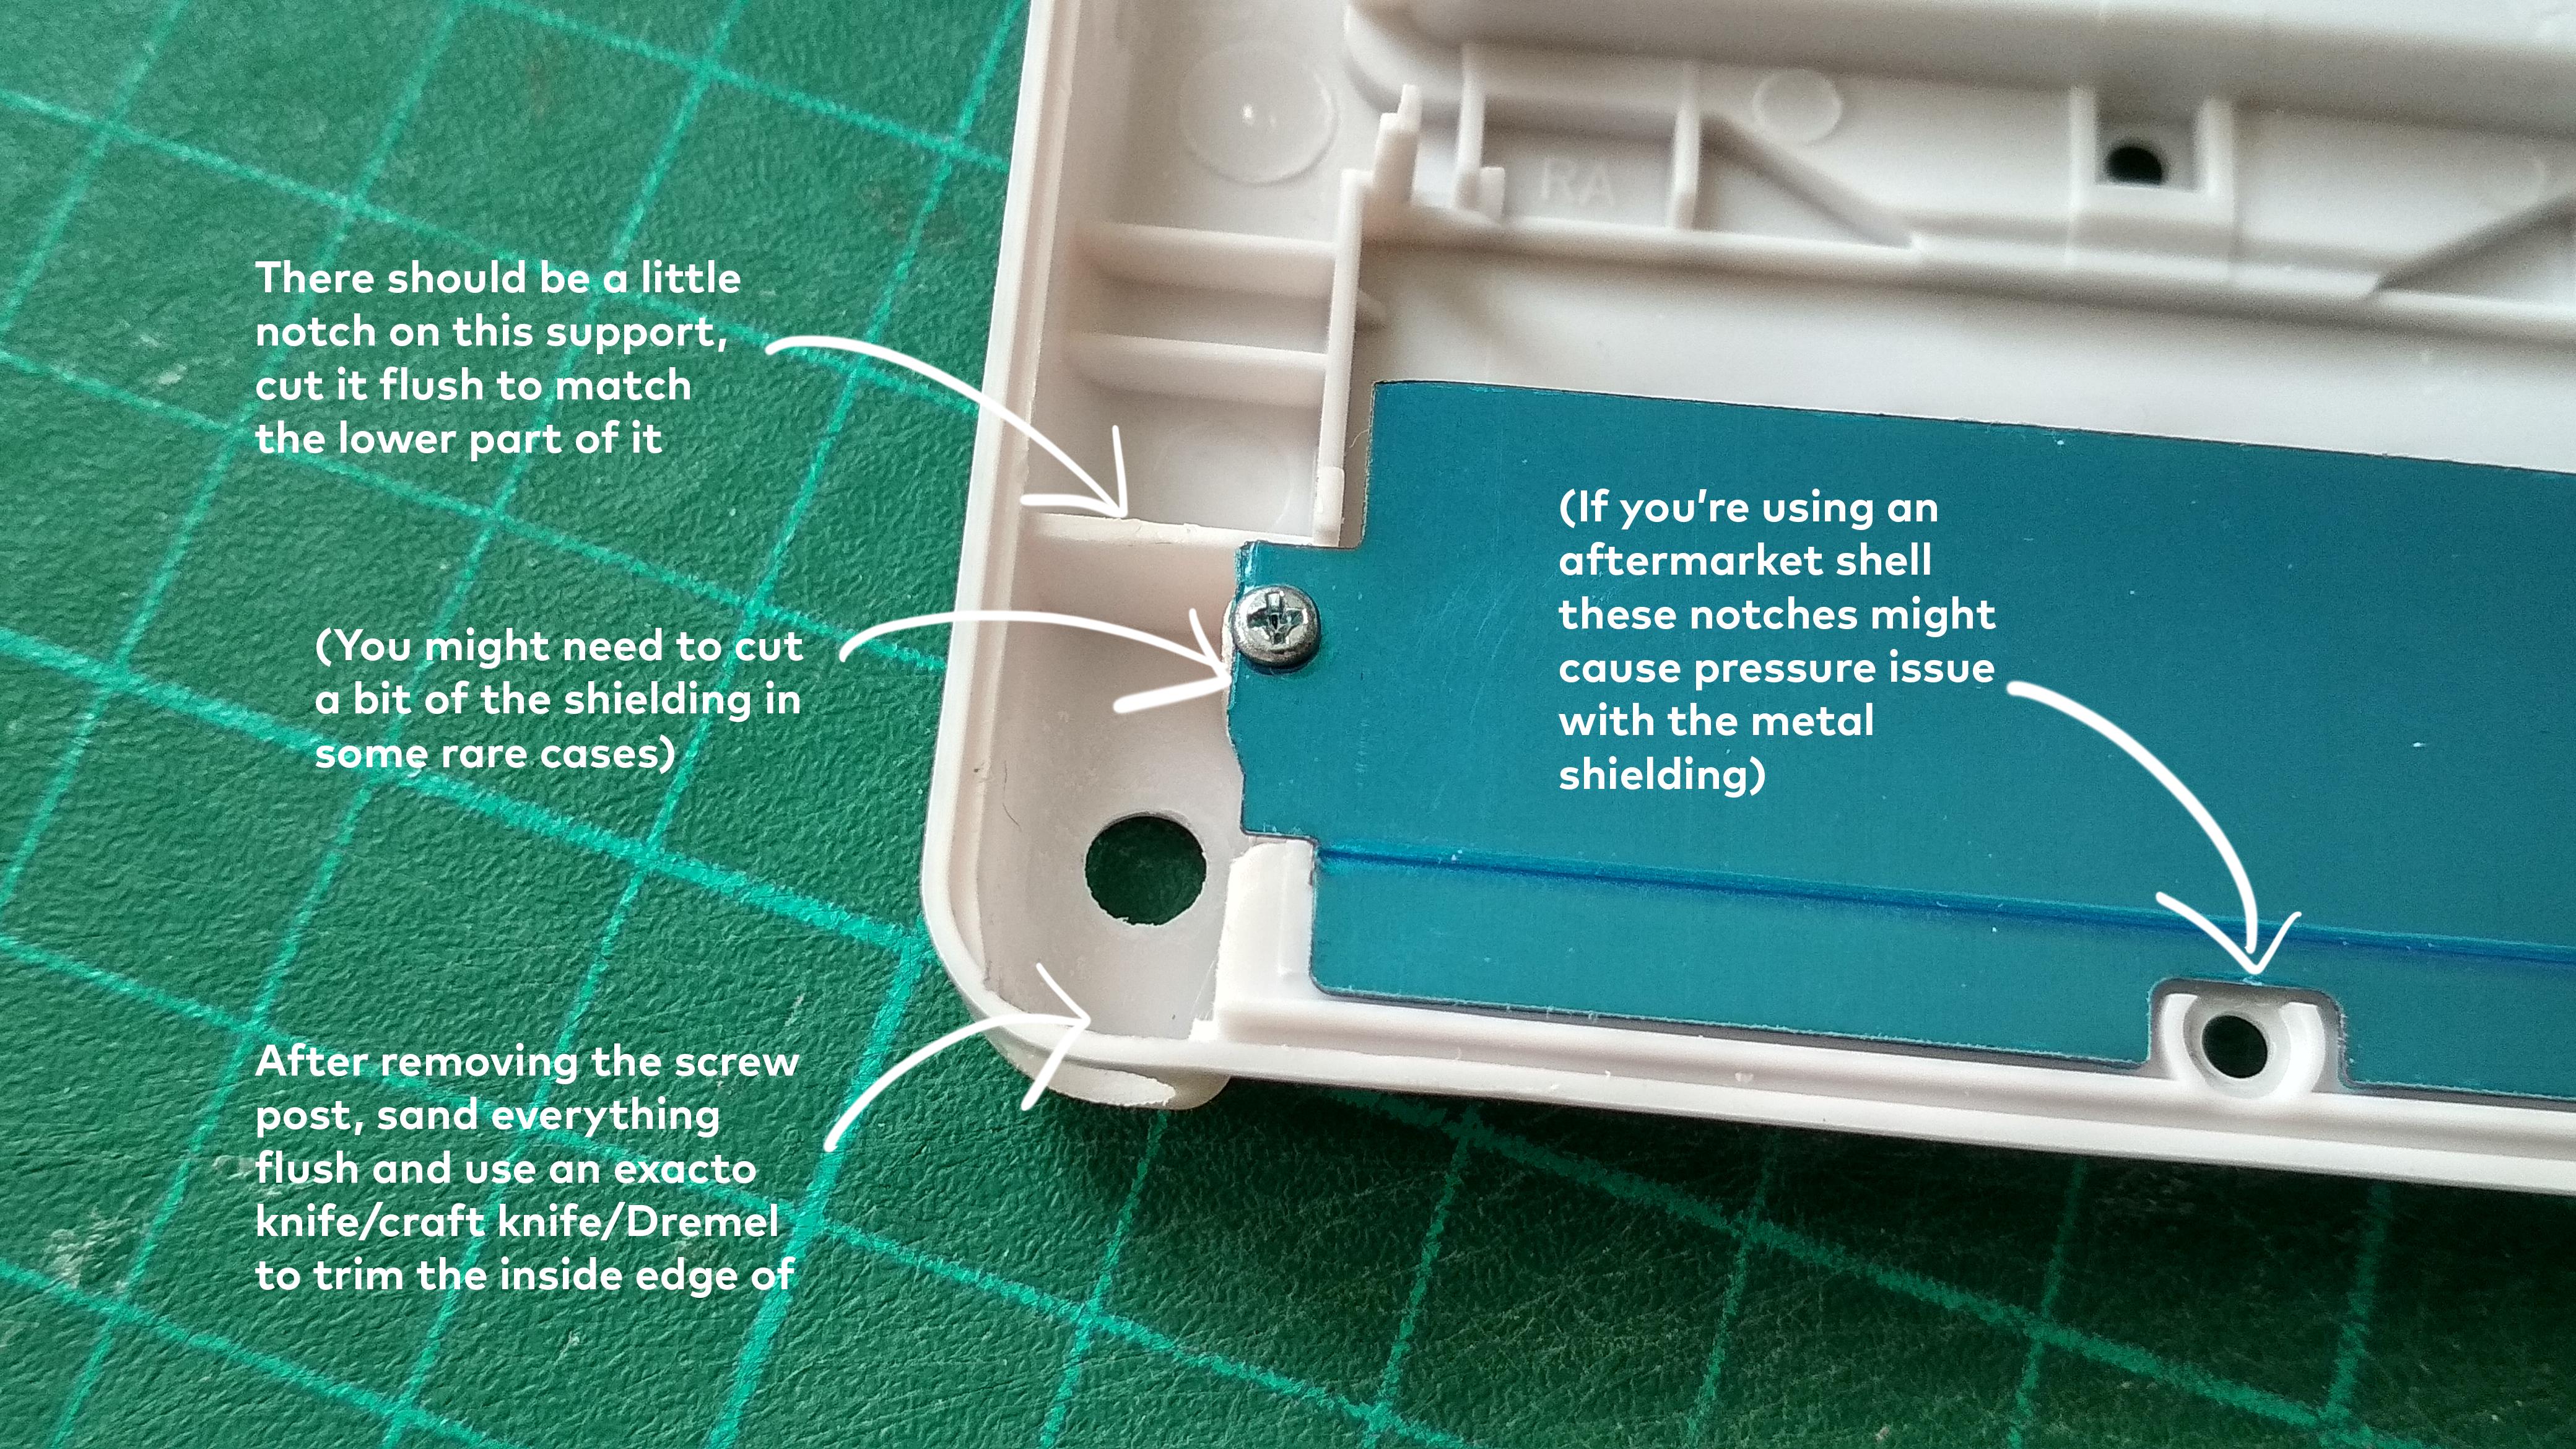 There should be a little
notch on this support,
cut it flush to match
the lower part of it
(You might need to cut
a bit of the shielding in
some rare cases)
After removing the screw
post, sand everything
flush and use an exacto
knife/craft knife/Dremel
to trim the inside edge of
(If you’re using an
aftermarket shell
these notches might
cause pressure issue
with the metal
shielding)
RA